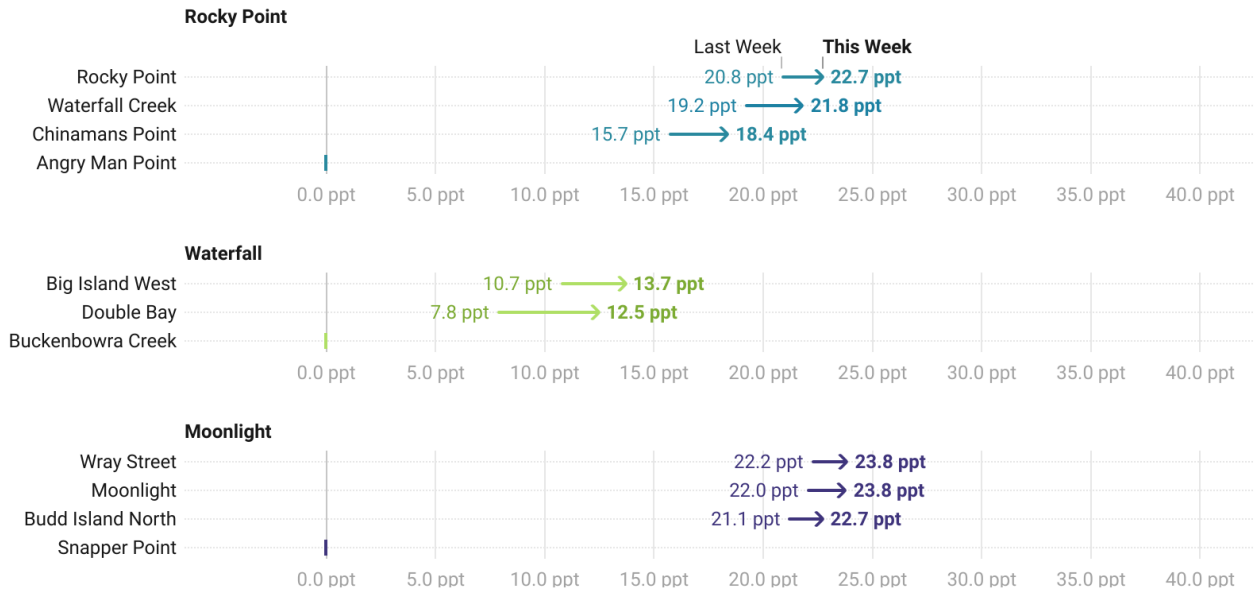 Rocky Point
Last Week This Week
Rocky Point 20.8 ppt 22.7 ppt
Waterfall Creek 19.2 ppt 21.8 ppt
Chinamans Point 15.7 ppt 18.4 ppt
Angry Man Point
0.0 ppt 5.0 ppt 10.0 ppt 15.0 ppt 20.0 ppt 25.0 ppt 30.0 ppt 35.0 ppt 40.0 ppt
Waterfall
Big Island West 10.7 ppt 13.7 ppt
Double Bay 7.8 ppt 12.5 ppt
Buckenbowra Creek
0.0 ppt 5.0 ppt 10.0 ppt 15.0 ppt 20.0 ppt 25.0 ppt 30.0 ppt 35.0 ppt 40.0 ppt
Moonlight
Wray Street 22.2 ppt 23.8 ppt
Moonlight 22.0 ppt 23.8 ppt
Budd Island North 21.1 ppt 22.7 ppt
Snapper Point
0.0 ppt 5.0 ppt 10.0 ppt 15.0 ppt 20.0 ppt 25.0 ppt 30.0 ppt 35.0 ppt 40.0 ppt